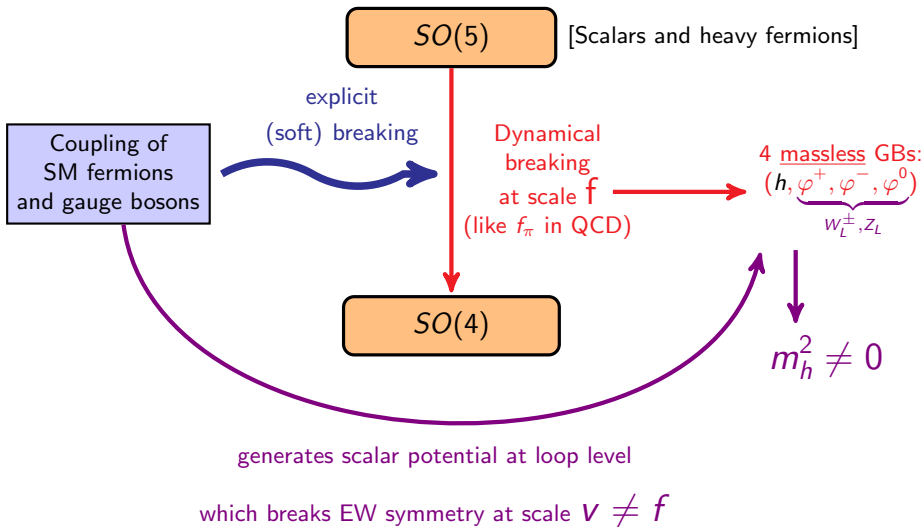 SO(5)
[Scalars and heavy fermions]
explicit
(soft) breaking
Coupling of
SM fermions
and gauge bosons
Dynamical
breaking
at scale f
(like f_π in QCD)
4 massless GBs:
(h, φ⁺, φ⁻, φ⁰)
W_L^±, Z_L
SO(4)
m_h^2 ≠ 0
generates scalar potential at loop level
which breaks EW symmetry at scale v ≠ f